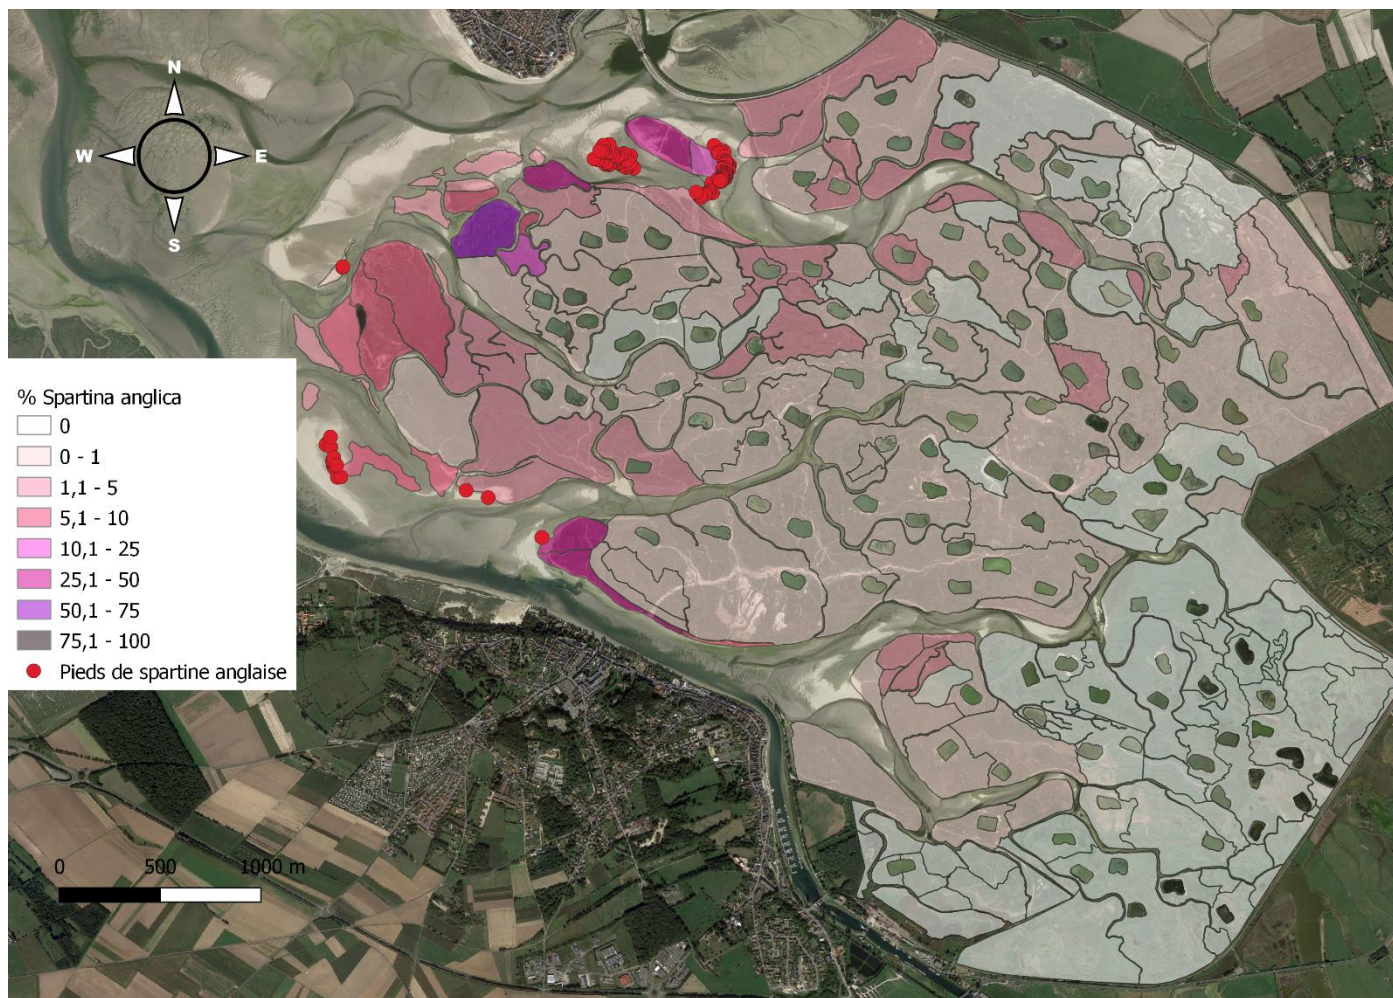 N
W E
S
% Spartina anglica
0
0 - 1
1,1 - 5
5,1 - 10
10,1 - 25
25,1 - 50
50,1 - 75
75,1 - 100
Pieds de spartine anglaise
0 500 1000 m